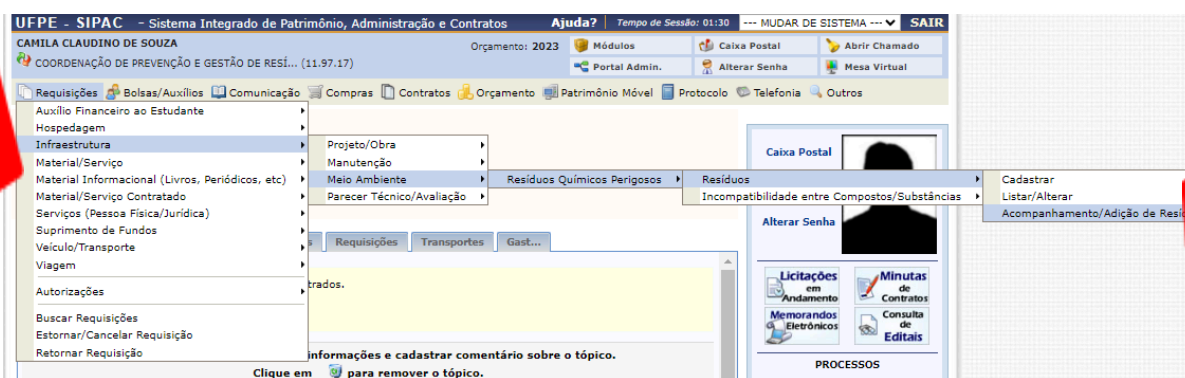 UFPE - SIPAC - Sistema Integrado de Patrimônio, Administração e Contratos Ajuda? Tempo de Sessão: 01:30 --- MUDAR DE SISTEMA --- SAIR
CAMILA CLAUDINO DE SOUZA Orçamento: 2023 Módulos Caixa Postal Abrir Chamado
COORDENAÇÃO DE PREVENÇÃO E GESTÃO DE RESÍ... (11.97.17) Portal Admin. Alterar Senha Mesa Virtual
Requisições Bolsas/Auxílios Comunicação Compras Contratos Orçamento Patrimônio Móvel Protocolo Telefonia Outros
Auxílio Financeiro ao Estudante
Hospedagem
Infraestrutura
Material/Serviço
Material Informacional (Livros, Periódicos, etc)
Material/Serviço Contratado
Serviços (Pessoa Física/Jurídica)
Suprimento de Fundos
Veículo/Transporte
Viagem
Autorizações
Buscar Requisições
Estornar/Cancelar Requisição
Retornar Requisição
Projeto/Obra
Manutenção
Meio Ambiente
Parecer Técnico/Avaliação
Resíduos Químicos Perigosos
Resíduos
Incompatibilidade entre Compostos/Substâncias
Cadastrar
Listar/Alterar
Acompanhamento/Adição de Resíd
s Requisições Transportes Gast...
trados.
informações e cadastrar comentário sobre o tópico.
Clique em para remover o tópico.
Caixa Postal
Alterar Senha
Licitações em Andamento
Minutas de Contratos
Memorandos Eletrônicos
Consulta de Editais
PROCESSOS